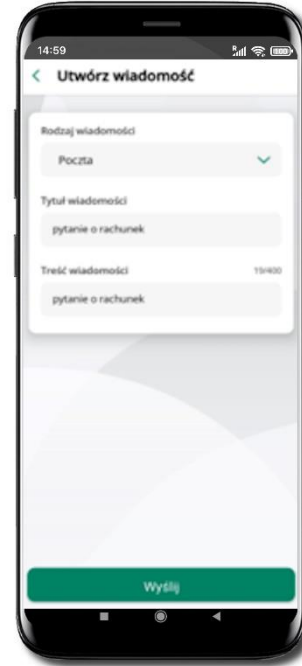 14:59
Utwórz wiadomość
Rodzaj wiadomości
Poczta
Tytuł wiadomości
pytanie o rachunek
Treść wiadomości 19/400
pytanie o rachunek
Wyślij